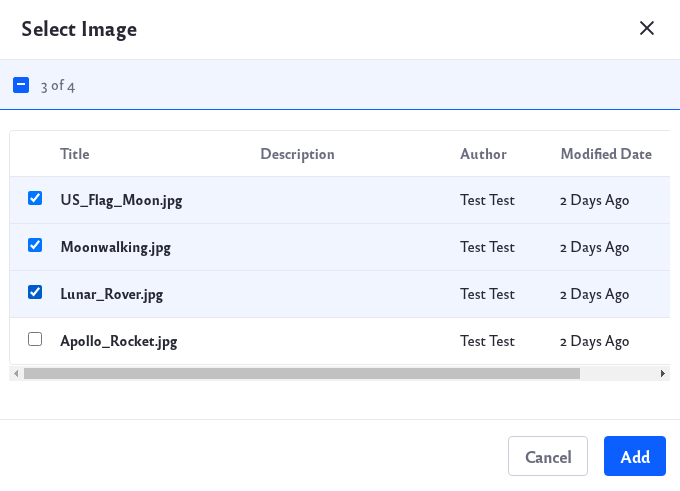 Select Image
3 of 4
Title Description Author Modified Date
US_Flag_Moon.jpg Test Test 2 Days Ago
Moonwalking.jpg Test Test 2 Days Ago
Lunar_Rover.jpg Test Test 2 Days Ago
Apollo_Rocket.jpg Test Test 2 Days Ago
Cancel Add